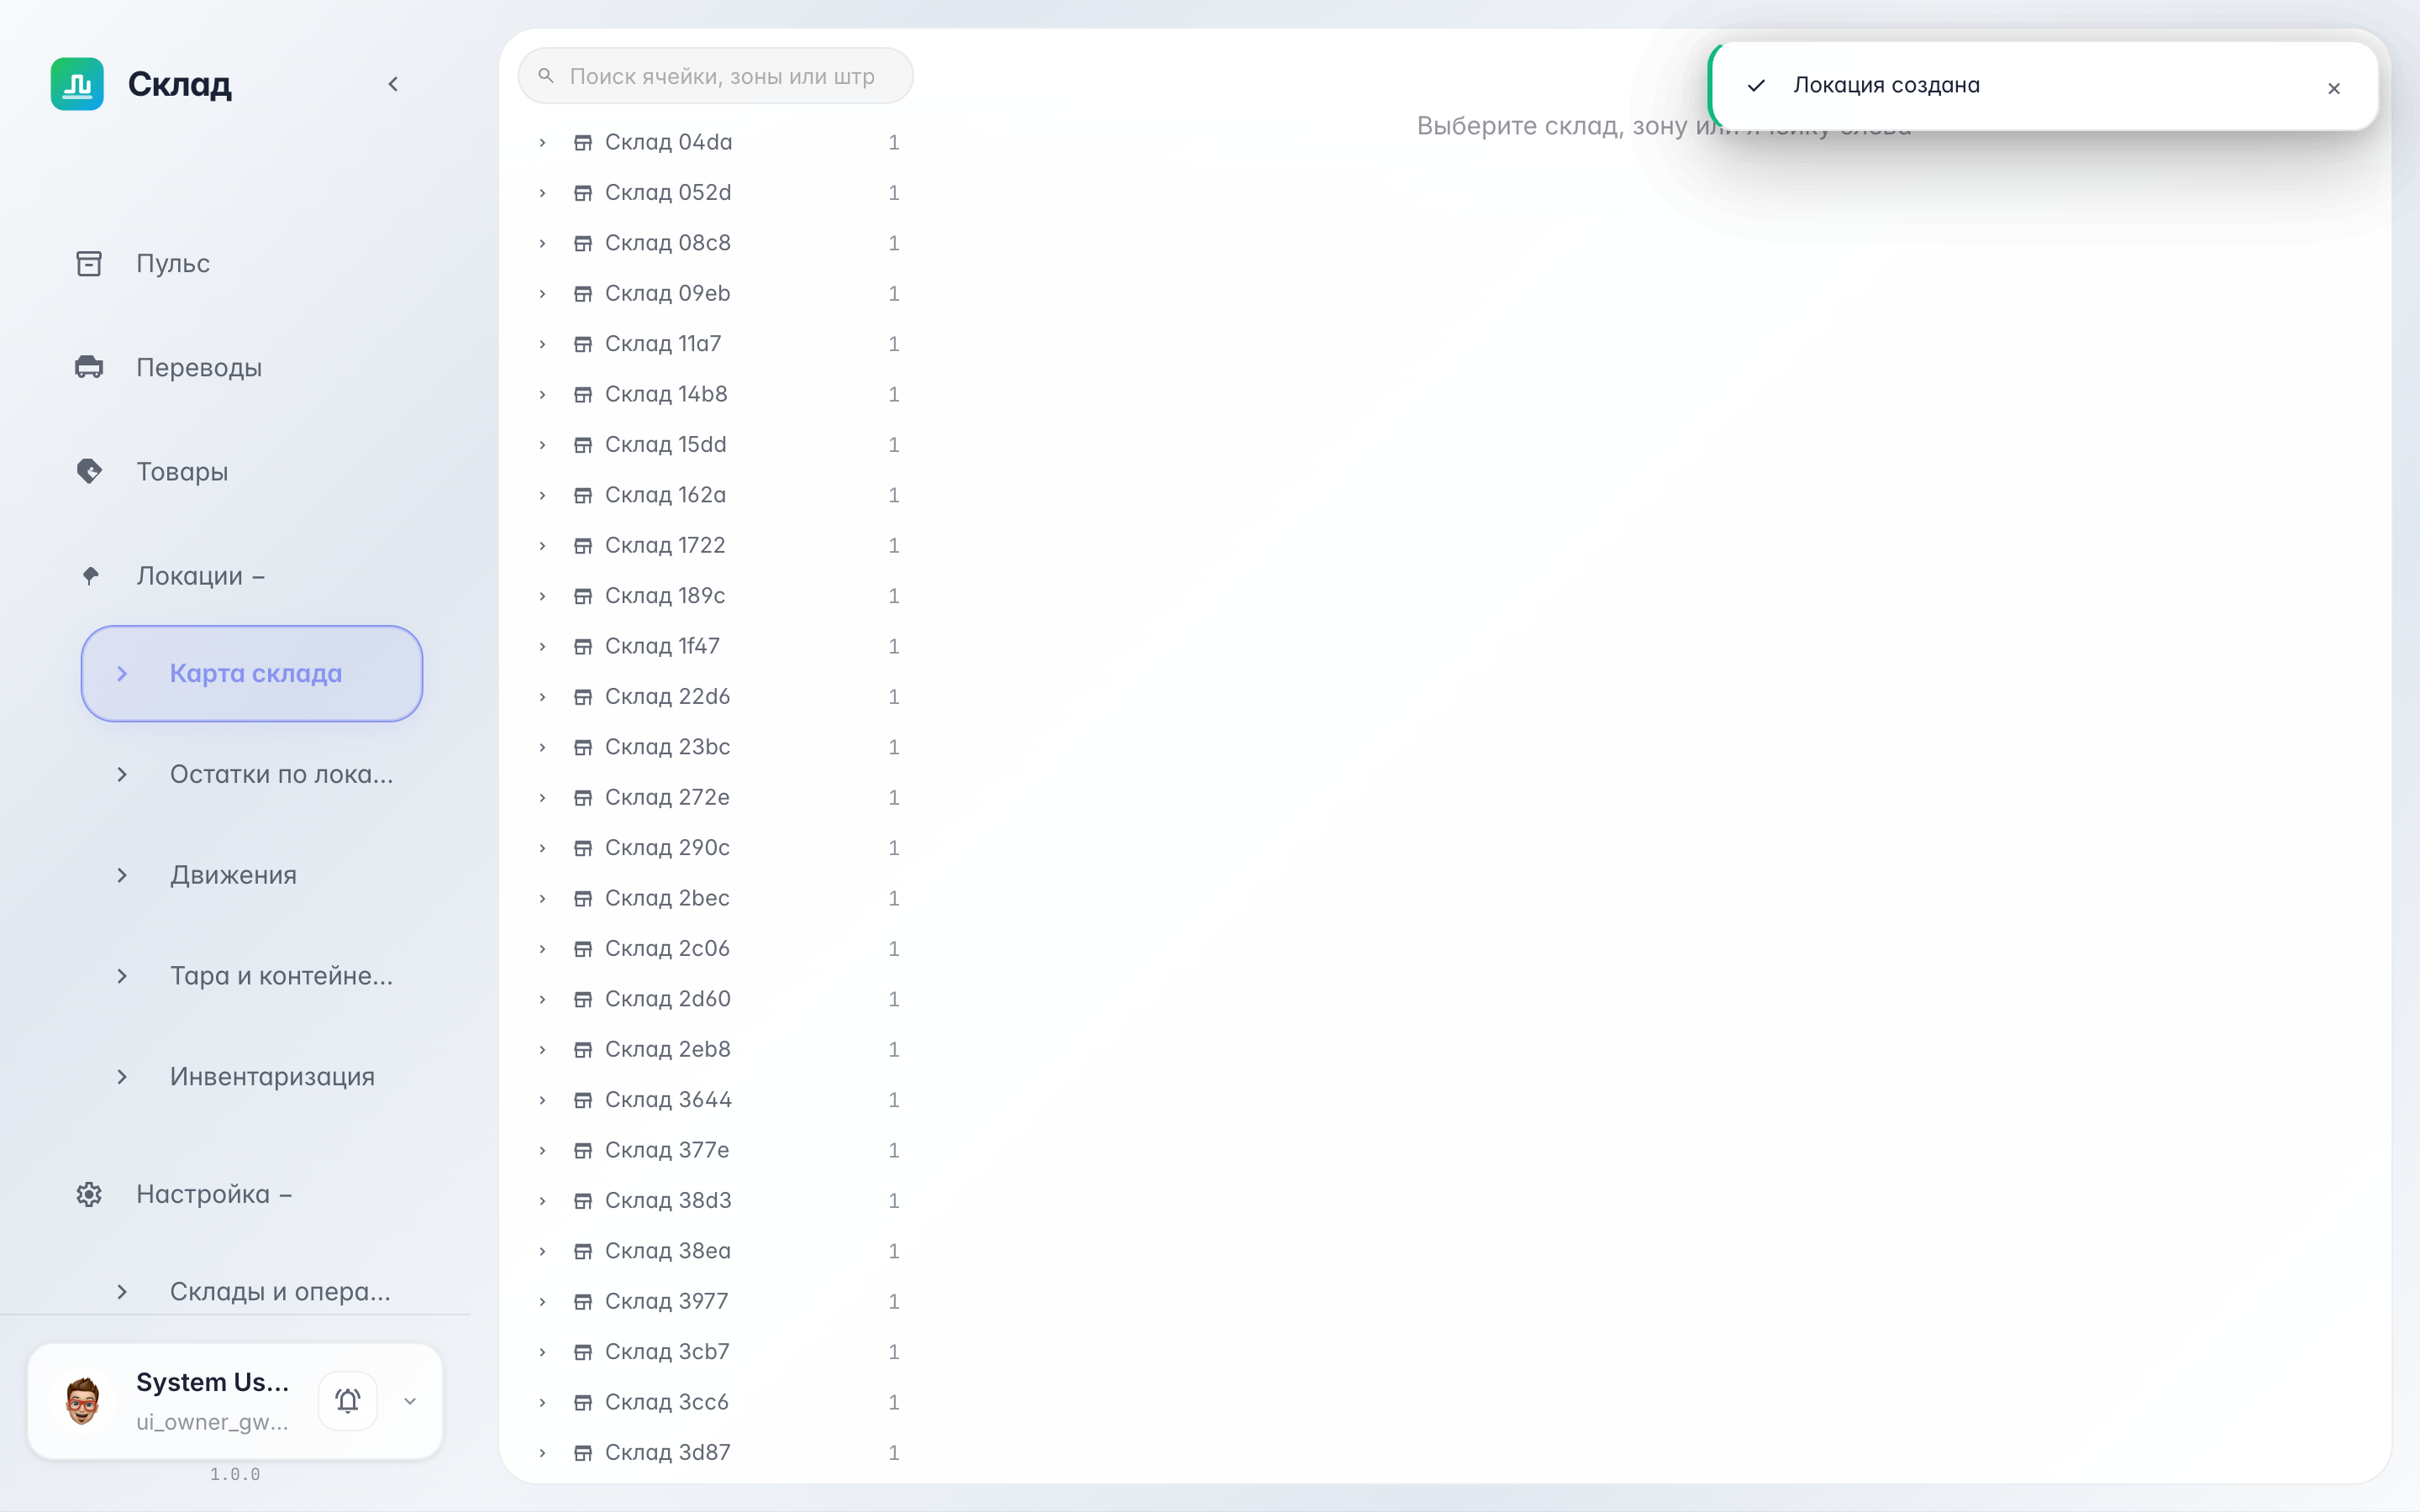 Склад
Пульс
Переводы
Товары
Локации –
Карта склада
Остатки по лока...
Движения
Тара и контейне...
Инвентаризация
Настройка –
Склады и опера...
System Us...
ui_owner_gw...
1.0.0
Поиск ячейки, зоны или штр
Склад 04da 1
Склад 052d 1
Склад 08c8 1
Склад 09eb 1
Склад 11a7 1
Склад 14b8 1
Склад 15dd 1
Склад 162a 1
Склад 1722 1
Склад 189c 1
Склад 1f47 1
Склад 22d6 1
Склад 23bc 1
Склад 272e 1
Склад 290c 1
Склад 2bec 1
Склад 2c06 1
Склад 2d60 1
Склад 2eb8 1
Склад 3644 1
Склад 377e 1
Склад 38d3 1
Склад 38ea 1
Склад 3977 1
Склад 3cb7 1
Склад 3cc6 1
Склад 3d87 1
Локация создана
Выберите склад, зону